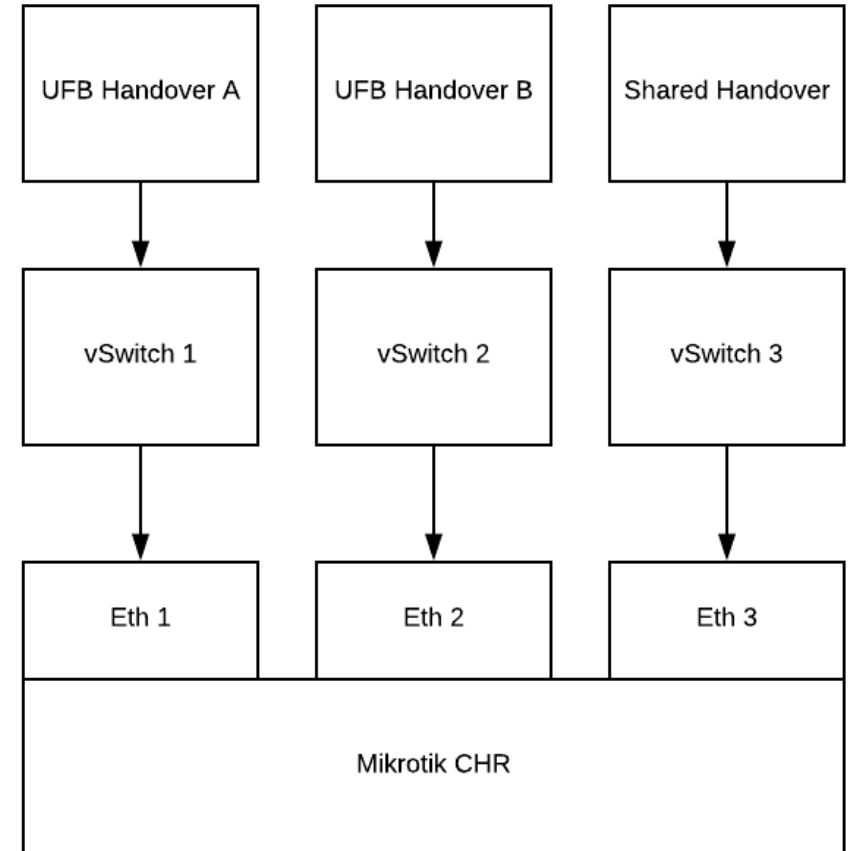 UFB Handover A
UFB Handover B
Shared Handover
vSwitch 1
vSwitch 2
vSwitch 3
Eth 1
Eth 2
Eth 3
Mikrotik CHR